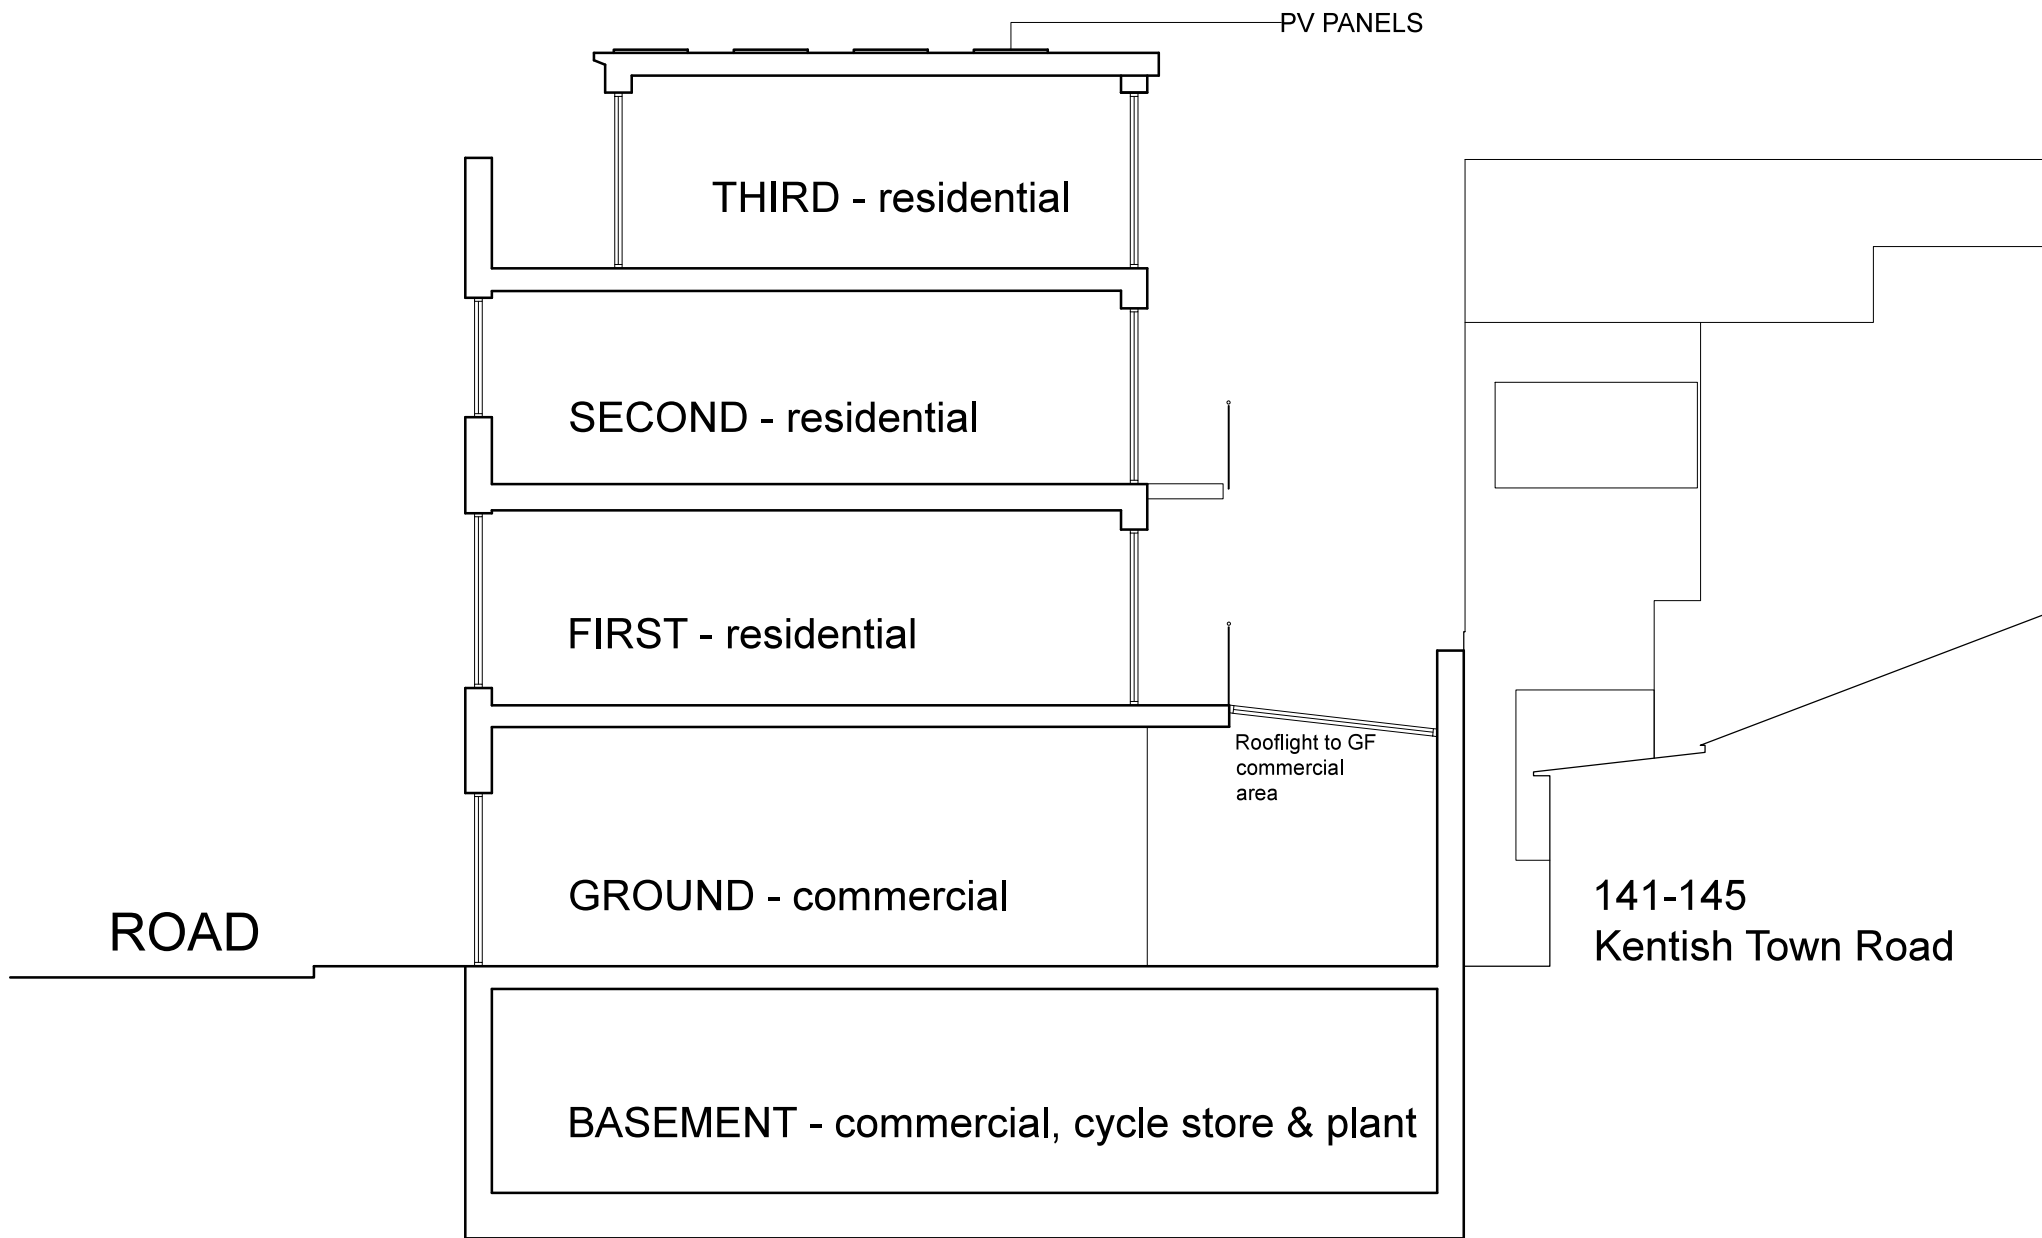 PV PANELS
THIRD - residential
SECOND - residential
FIRST - residential
Rooflight to GF
commercial
area
GROUND - commercial
ROAD
141-145
Kentish Town Road
BASEMENT - commercial, cycle store & plant